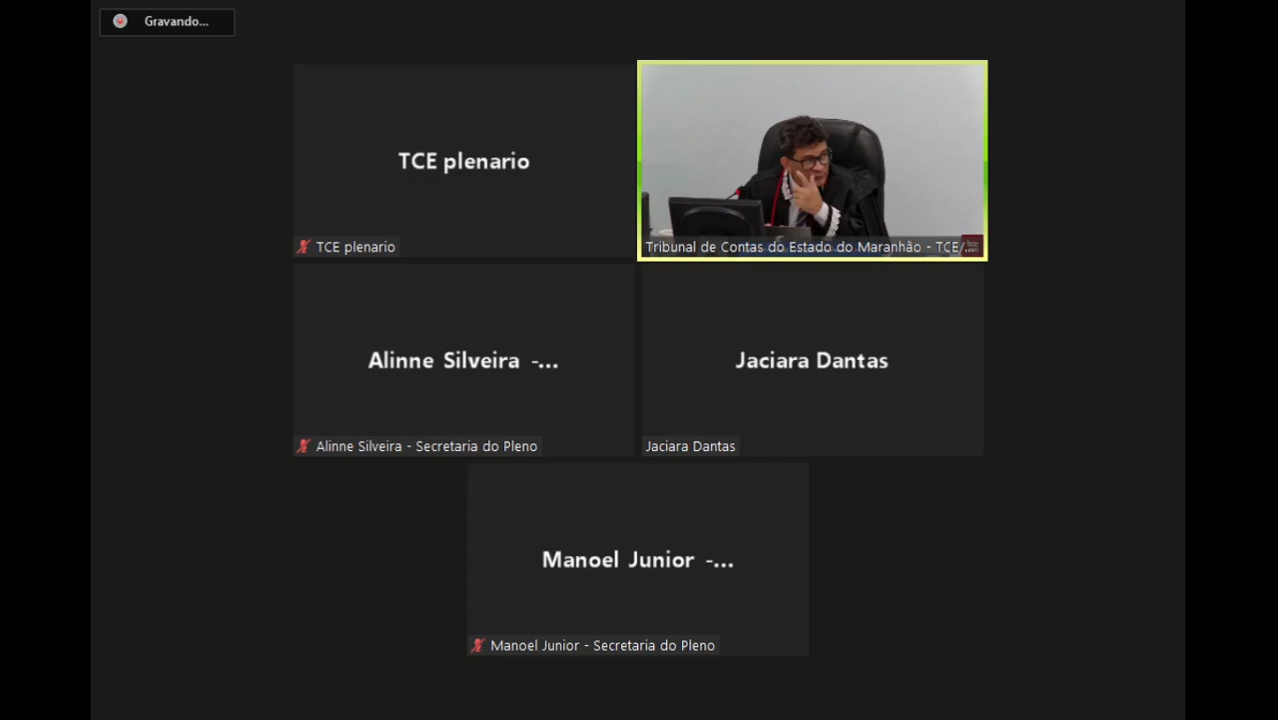 Gravando...
TCE plenario
TCE plenario
Tribunal de Contas do Estado do Maranhão - TCE/
Alinne Silveira -...
Alinne Silveira - Secretaria do Pleno
Jaciara Dantas
Jaciara Dantas
Manoel Junior -...
Manoel Junior - Secretaria do Pleno